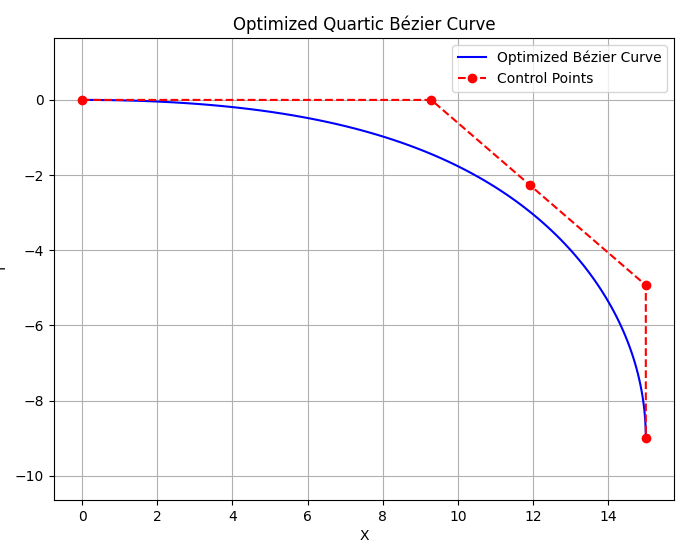 Optimized Quartic Bézier Curve
Optimized Bézier Curve
Control Points
0
−2
−4
−6
−8
−10
0 2 4 6 8 10 12 14
X